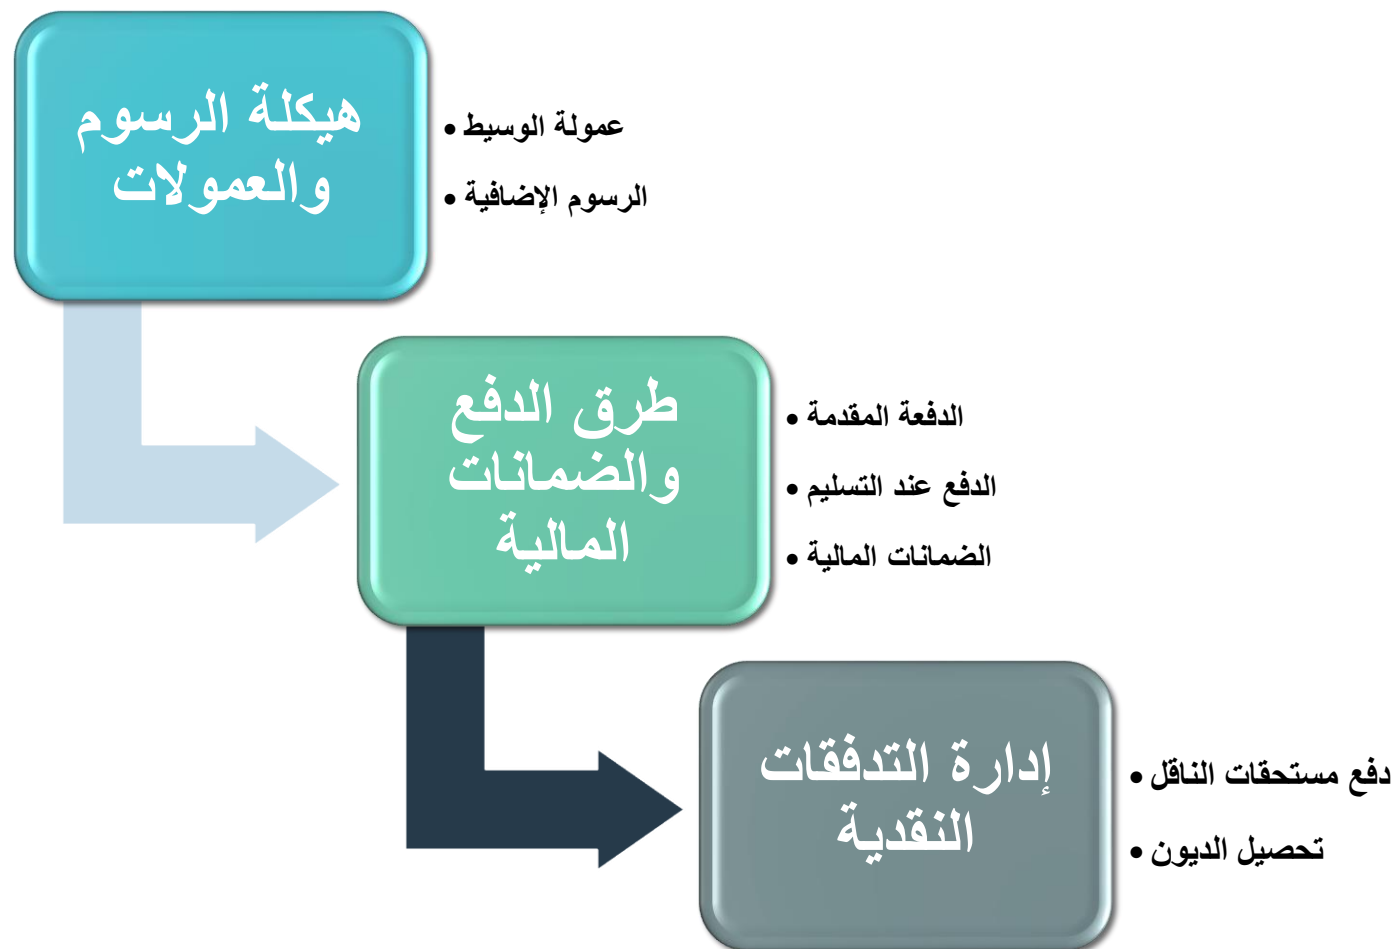 هيكلة الرسوم
والعمولات
• عمولة الوسيط
• الرسوم الإضافية
طرق الدفع
والضمانات
المالية
• الدفعة المقدمة
• الدفع عند التسليم
• الضمانات المالية
إدارة التدفقات
النقدية
• دفع مستحقات الناقل
• تحصيل الديون